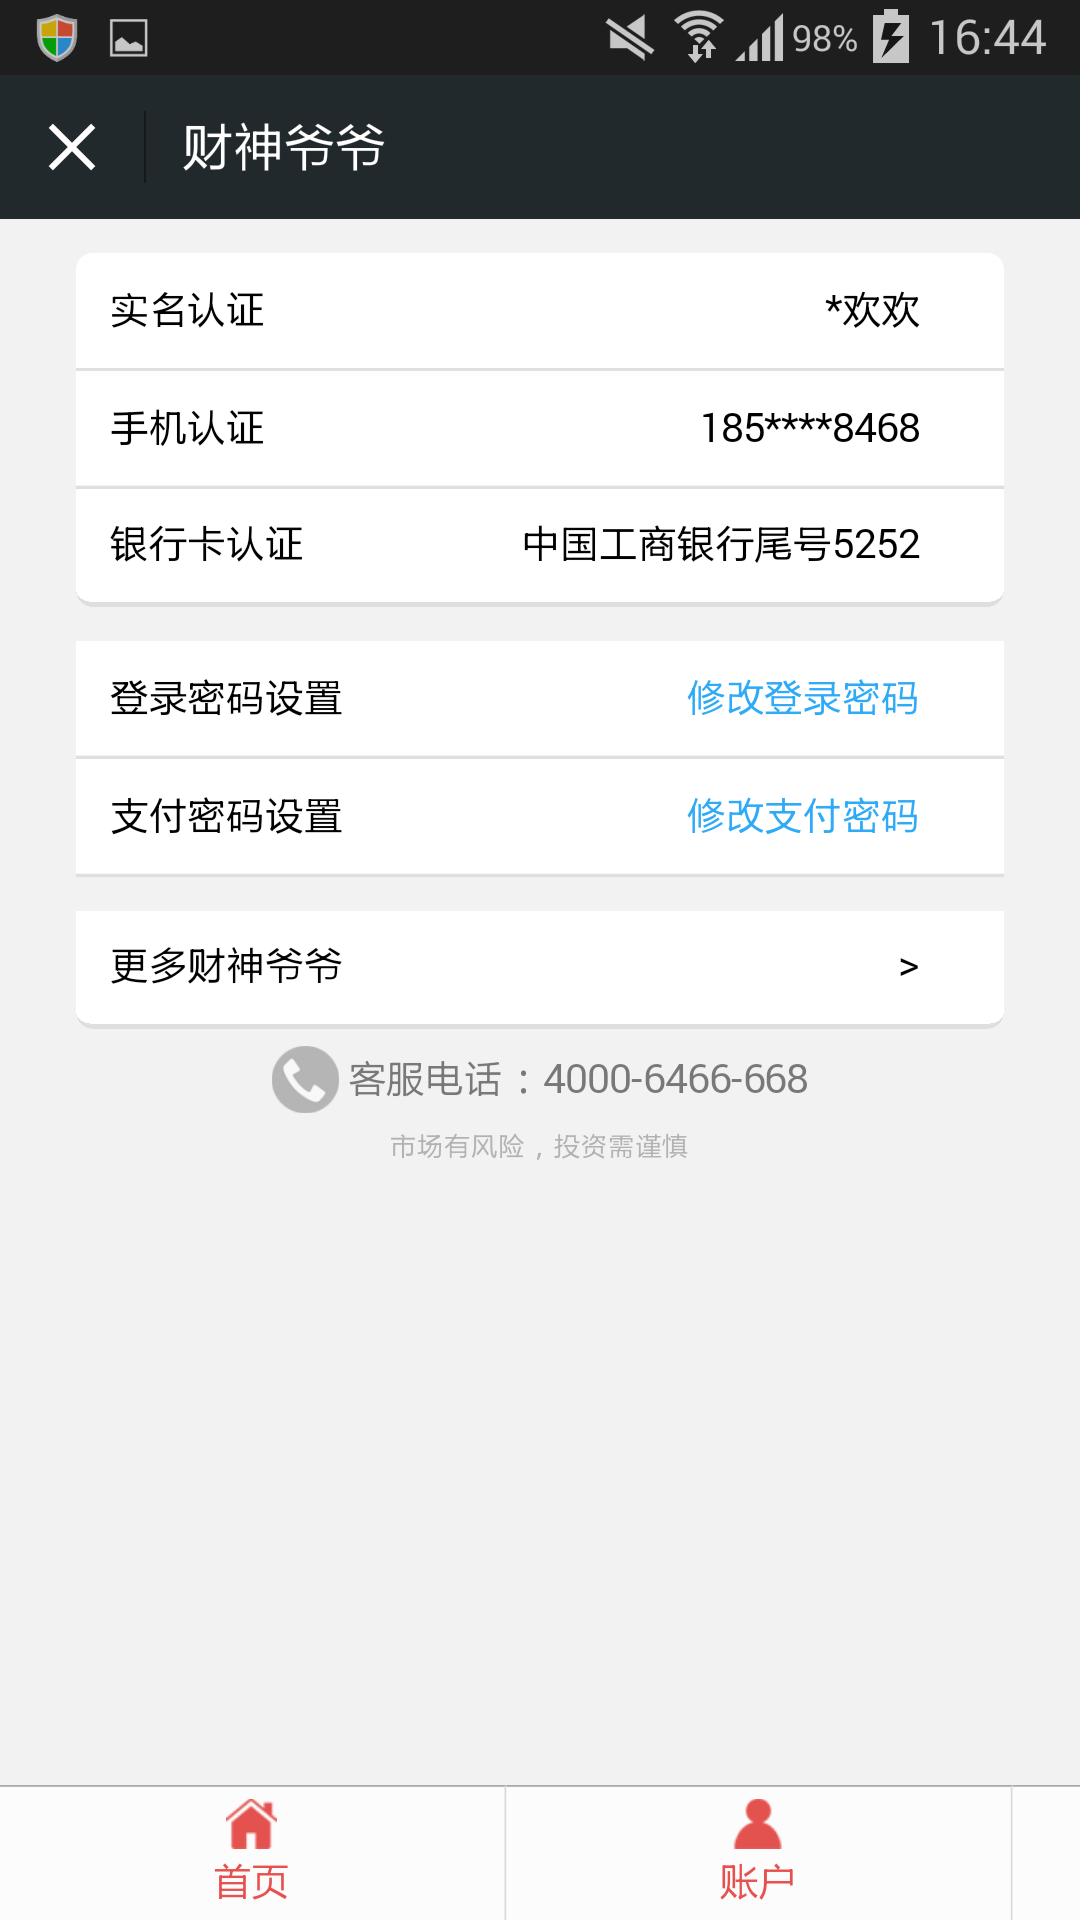 98% 16:44
财神爷爷
实名认证 *欢欢
手机认证 185****8468
银行卡认证 中国工商银行尾号5252
登录密码设置 修改登录密码
支付密码设置 修改支付密码
更多财神爷爷 >
客服电话：4000-6466-668
市场有风险，投资需谨慎
首页 账户